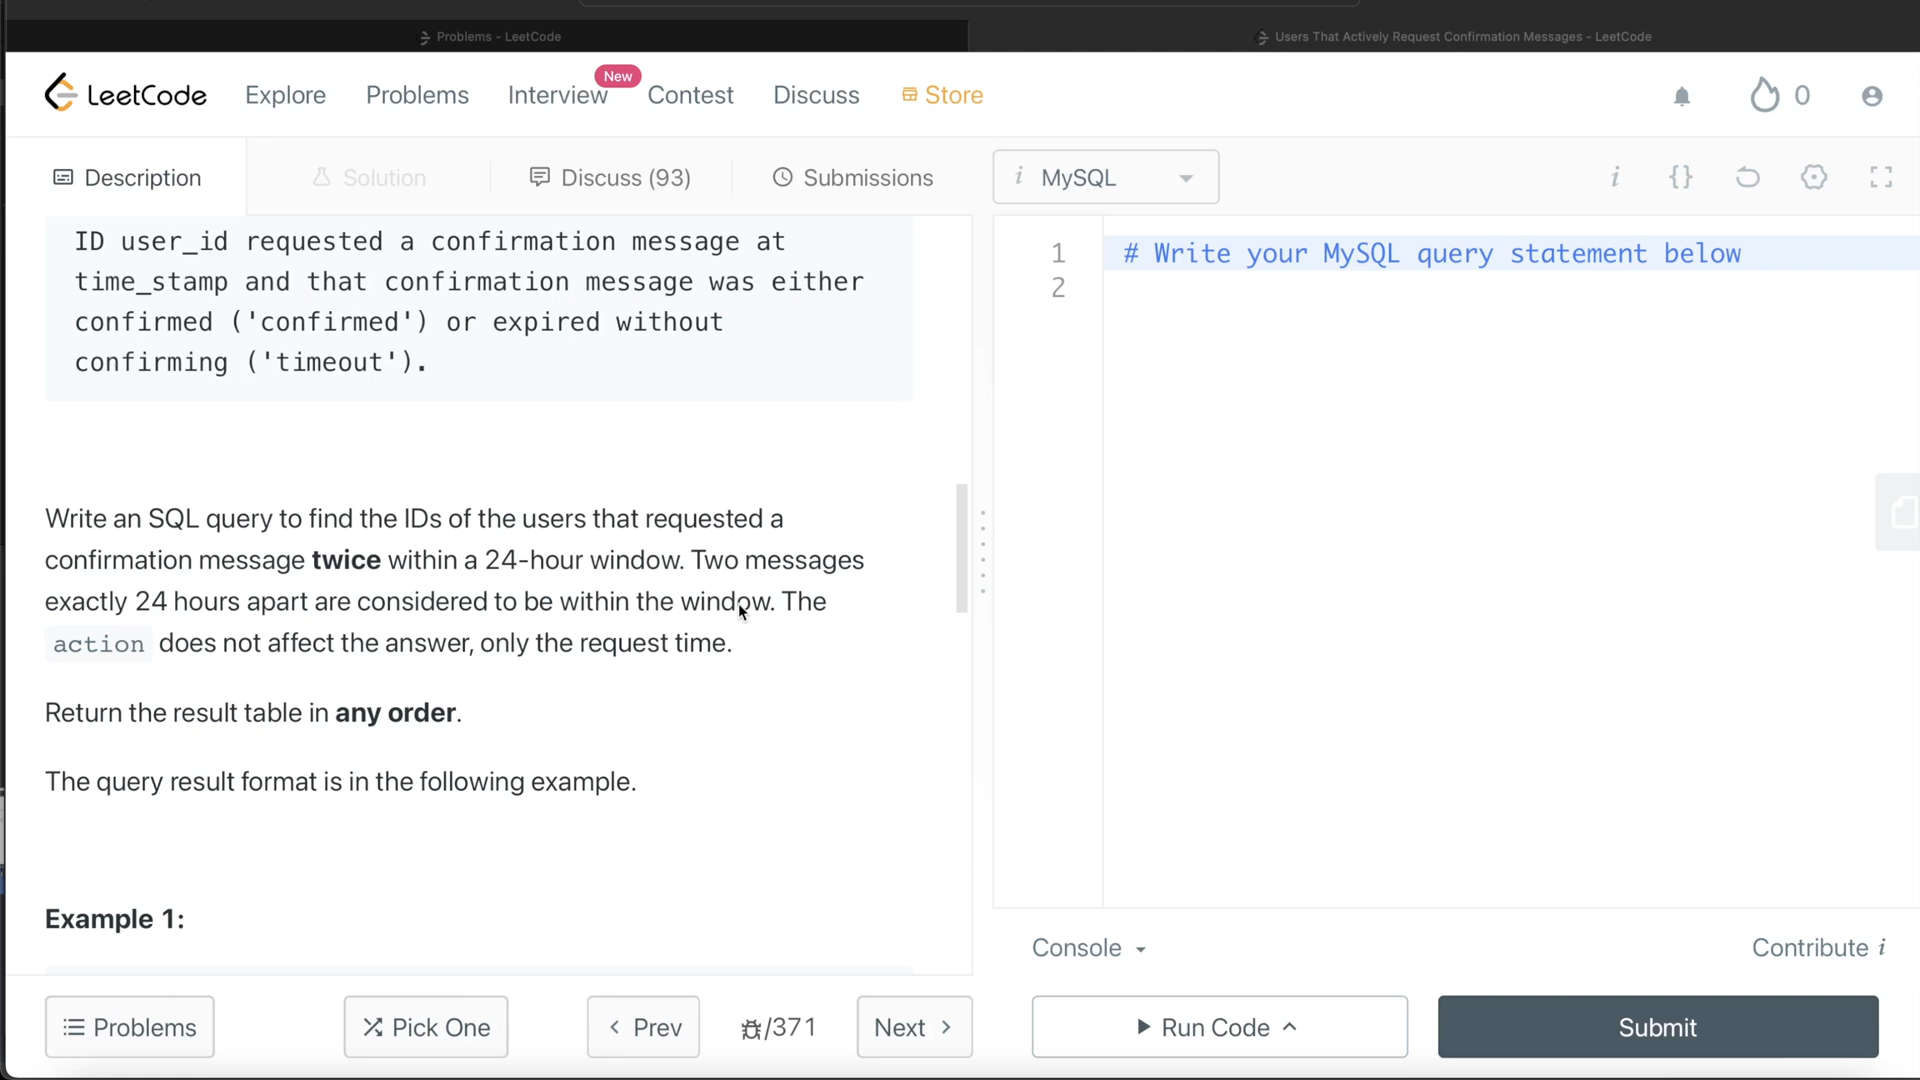 Problems - LeetCode
Users That Actively Request Confirmation Messages - LeetCode
LeetCode
Explore
Problems
Interview
New
Contest
Discuss
Store
0
Description
Solution
Discuss (93)
Submissions
i MySQL
i
{}
ID user_id requested a confirmation message at
time_stamp and that confirmation message was either
confirmed ('confirmed') or expired without
confirming ('timeout').
Write an SQL query to find the IDs of the users that requested a
confirmation message twice within a 24-hour window. Two messages
exactly 24 hours apart are considered to be within the window. The
action does not affect the answer, only the request time.
Return the result table in any order.
The query result format is in the following example.
Example 1:
1 # Write your MySQL query statement below
2
Console
Contribute i
Problems
Pick One
Prev
/371
Next
Run Code
Submit